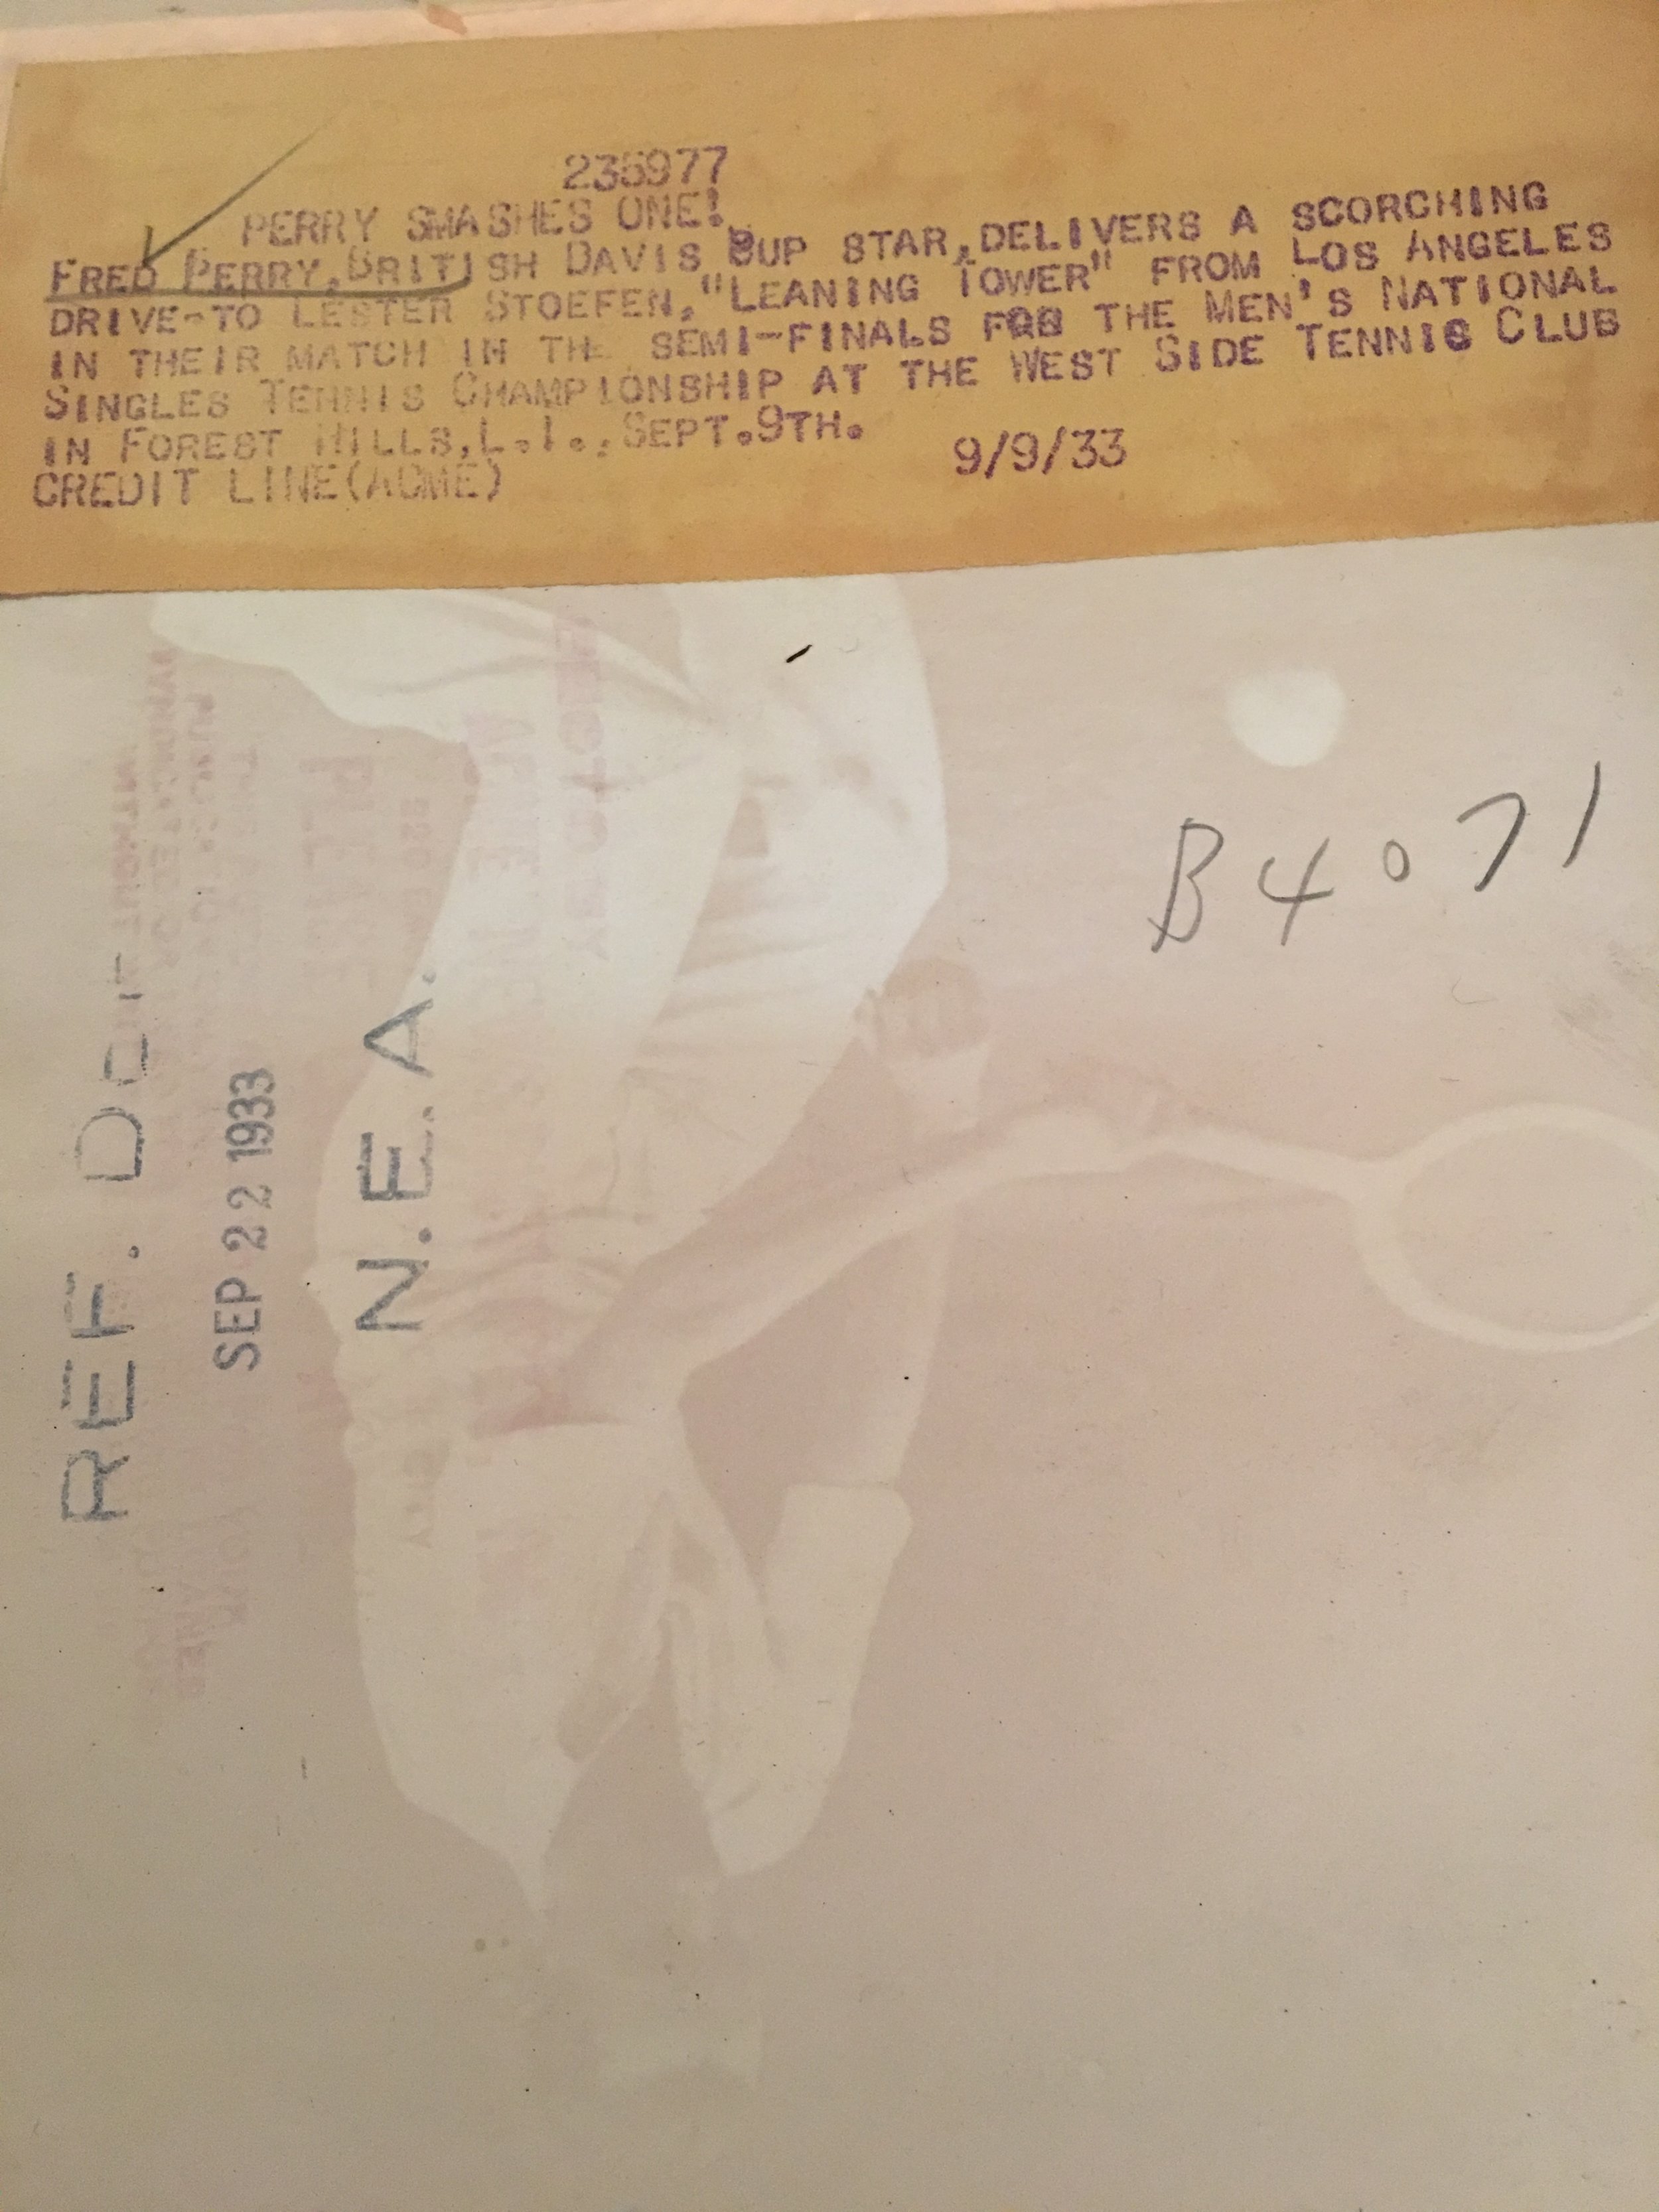 235977
PERRY SMASHES ONE!
FRED PERRY, BRITISH DAVIS CUP STAR, DELIVERS A SCORCHING
DRIVE-TO LESTER STOEFEN, "LEANING TOWER" FROM LOS ANGELES
IN THEIR MATCH IN THE SEMI-FINALS FOR THE MEN'S NATIONAL
SINGLES TENNIS CHAMPIONSHIP AT THE WEST SIDE TENNIS CLUB
IN FOREST HILLS, L.I., SEPT.9TH.
9/9/33
CREDIT LINE(ACME)
B4071
REF.
SEP 22 1933
N.E.A.